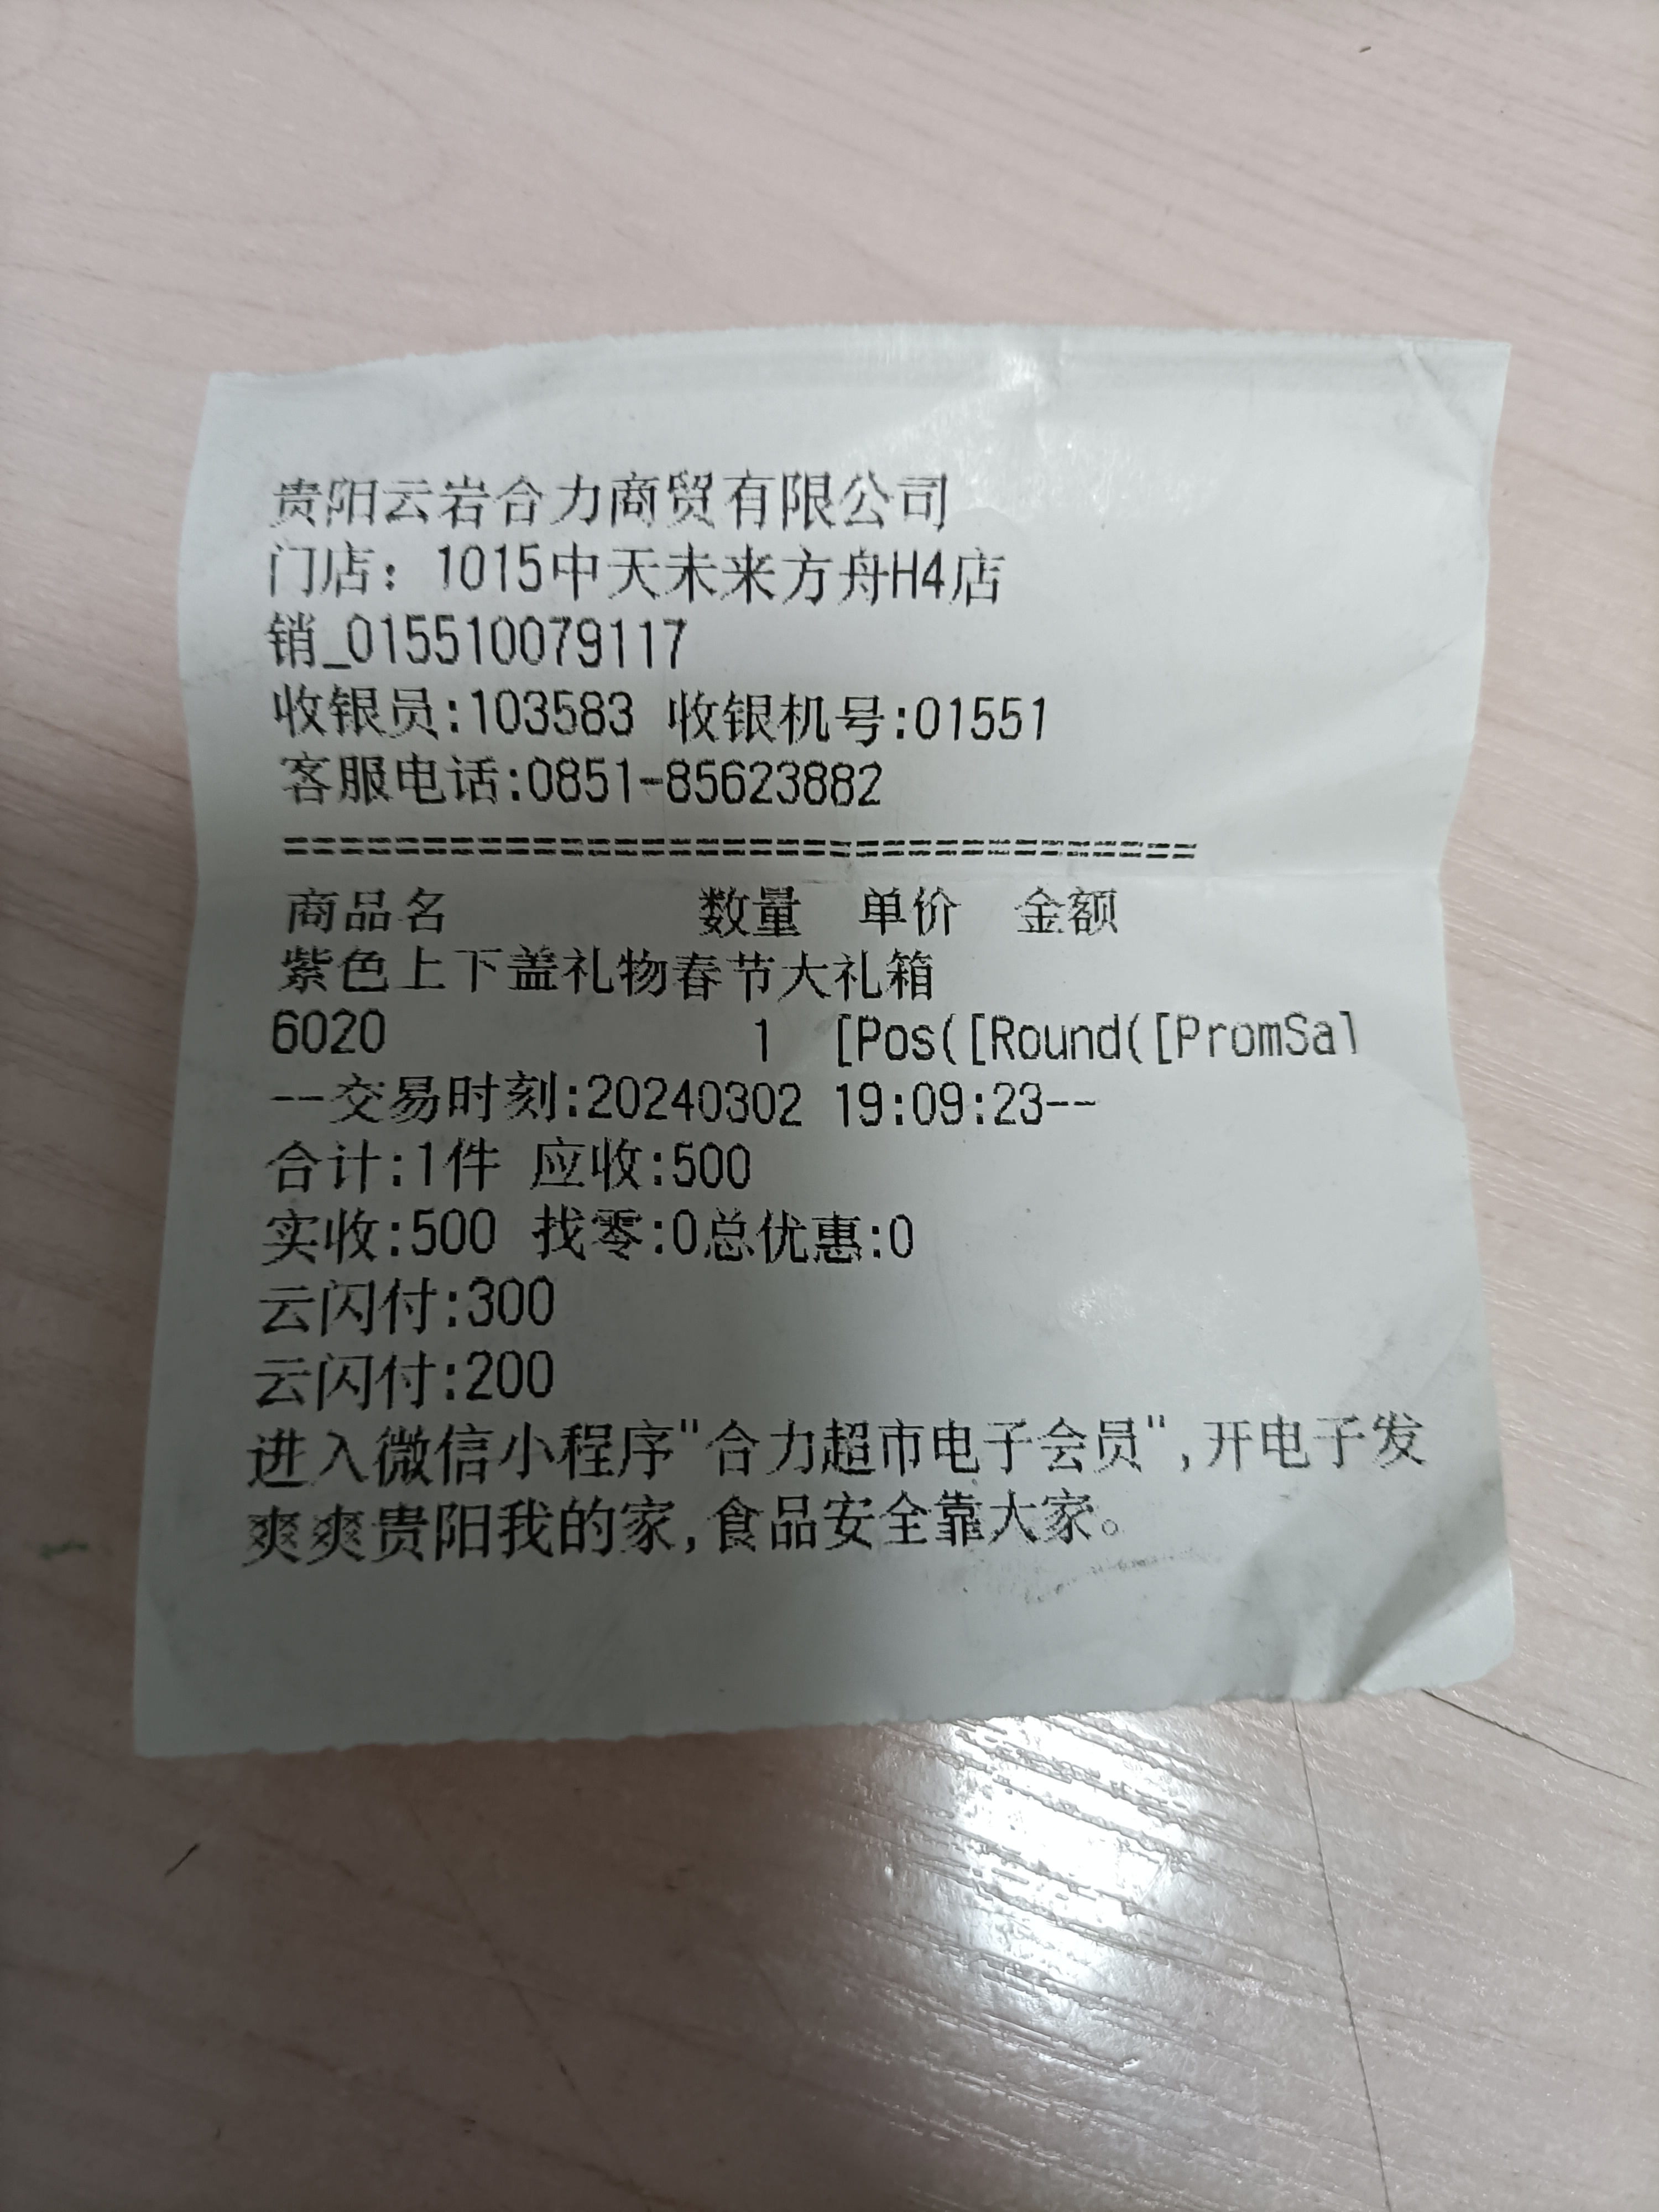 贵阳云岩合力商贸有限公司
门店：1015中天未来方舟H4店
销_015510079117
收银员:103583 收银机号:01551
客服电话:0851-85623882
==================================
商品名 数量 单价 金额
紫色上下盖礼物春节大礼箱
6020 1 [Pos([Round([PromSal
--交易时刻:20240302 19:09:23--
合计:1件 应收:500
实收:500 找零:0总优惠:0
云闪付:300
云闪付:200
进入微信小程序"合力超市电子会员",开电子发
爽爽贵阳我的家,食品安全靠大家。